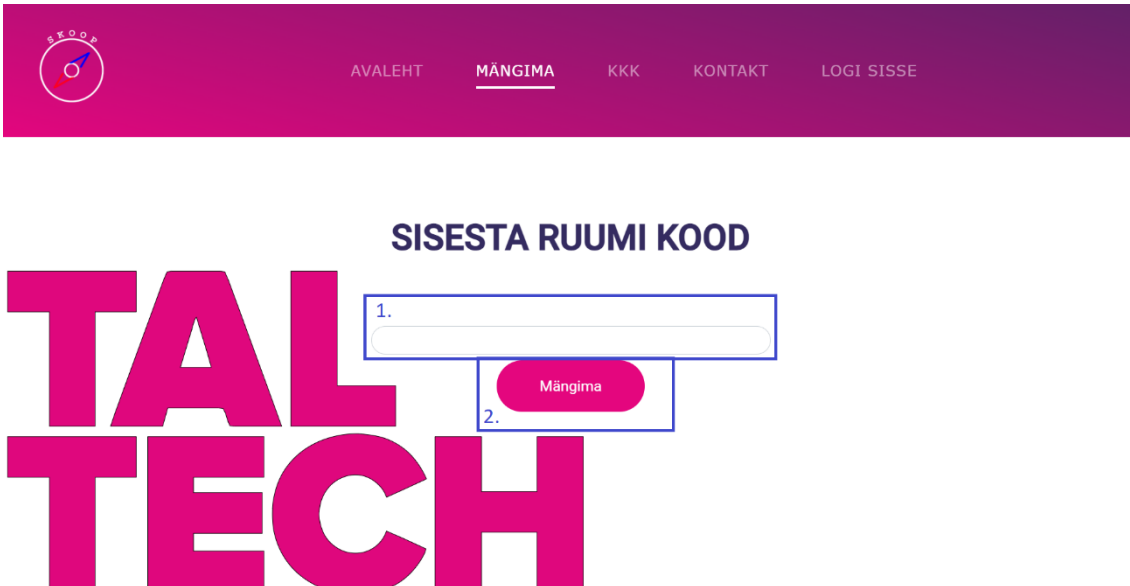 SKOOP
AVALEHT MÄNGIMA KKK KONTAKT LOGI SISSE
SISESTA RUUMI KOOD
TAL
TECH
1.
Mängima
2.